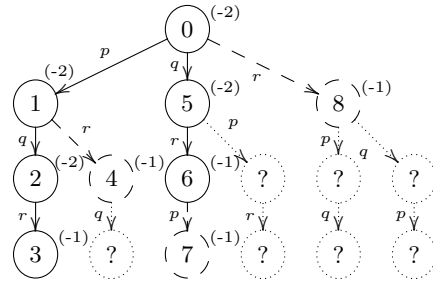 0 (-2)
p q r
1 (-2) 5 (-2) 8 (-1)
q r r p p q
2 (-2) 4 (-1) 6 (-1) ? ? ?
r q p r q p
3 (-1) ? 7 (-1) ? ? ?